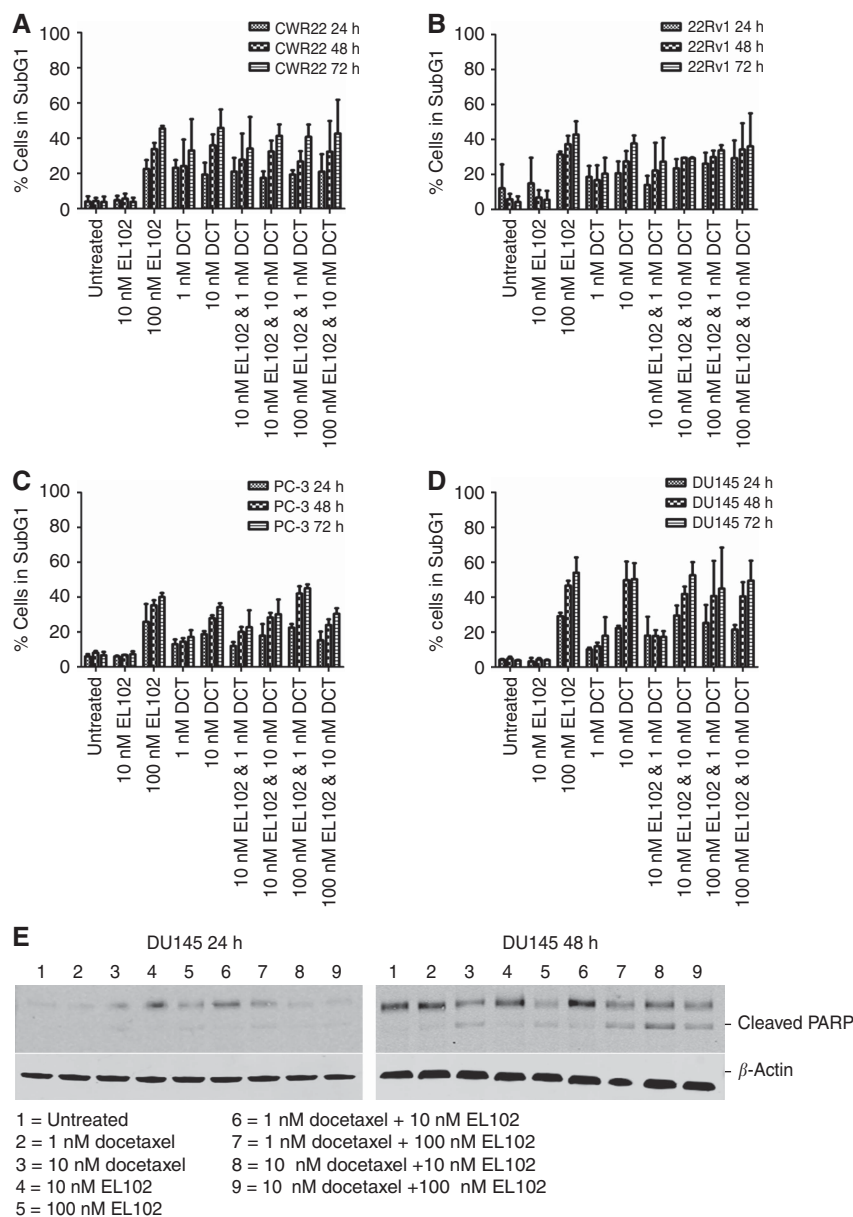 A
CWR22 24 h
CWR22 48 h
CWR22 72 h
% Cells in SubG1
100
80
60
40
20
0
Untreated
10 nM EL102
100 nM EL102
1 nM DCT
10 nM DCT
10 nM EL102 & 1 nM DCT
10 nM EL102 & 10 nM DCT
100 nM EL102 & 1 nM DCT
100 nM EL102 & 10 nM DCT
B
22Rv1 24 h
22Rv1 48 h
22Rv1 72 h
% Cells in SubG1
100
80
60
40
20
0
Untreated
10 nM EL102
100 nM EL102
1 nM DCT
10 nM DCT
10 nM EL102 & 1 nM DCT
10 nM EL102 & 10 nM DCT
100 nM EL102 & 1 nM DCT
100 nM EL102 & 10 nM DCT
C
PC-3 24 h
PC-3 48 h
PC-3 72 h
% Cells in SubG1
100
80
60
40
20
0
Untreated
10 nM EL102
100 nM EL102
1 nM DCT
10 nM DCT
10 nM EL102 & 1 nM DCT
10 nM EL102 & 10 nM DCT
100 nM EL102 & 1 nM DCT
100 nM EL102 & 10 nM DCT
D
DU145 24 h
DU145 48 h
DU145 72 h
% cells in SubG1
100
80
60
40
20
0
Untreated
10 nM EL102
100 nM EL102
1 nM DCT
10 nM DCT
10 nM EL102 & 1 nM DCT
10 nM EL102 & 10 nM DCT
100 nM EL102 & 1 nM DCT
100 nM EL102 & 10 nM DCT
E
DU145 24 h
1 2 3 4 5 6 7 8 9
DU145 48 h
1 2 3 4 5 6 7 8 9
Cleaved PARP
β-Actin
1 = Untreated
2 = 1 nM docetaxel
3 = 10 nM docetaxel
4 = 10 nM EL102
5 = 100 nM EL102
6 = 1 nM docetaxel + 10 nM EL102
7 = 1 nM docetaxel + 100 nM EL102
8 = 10 nM docetaxel +10 nM EL102
9 = 10 nM docetaxel +100 nM EL102